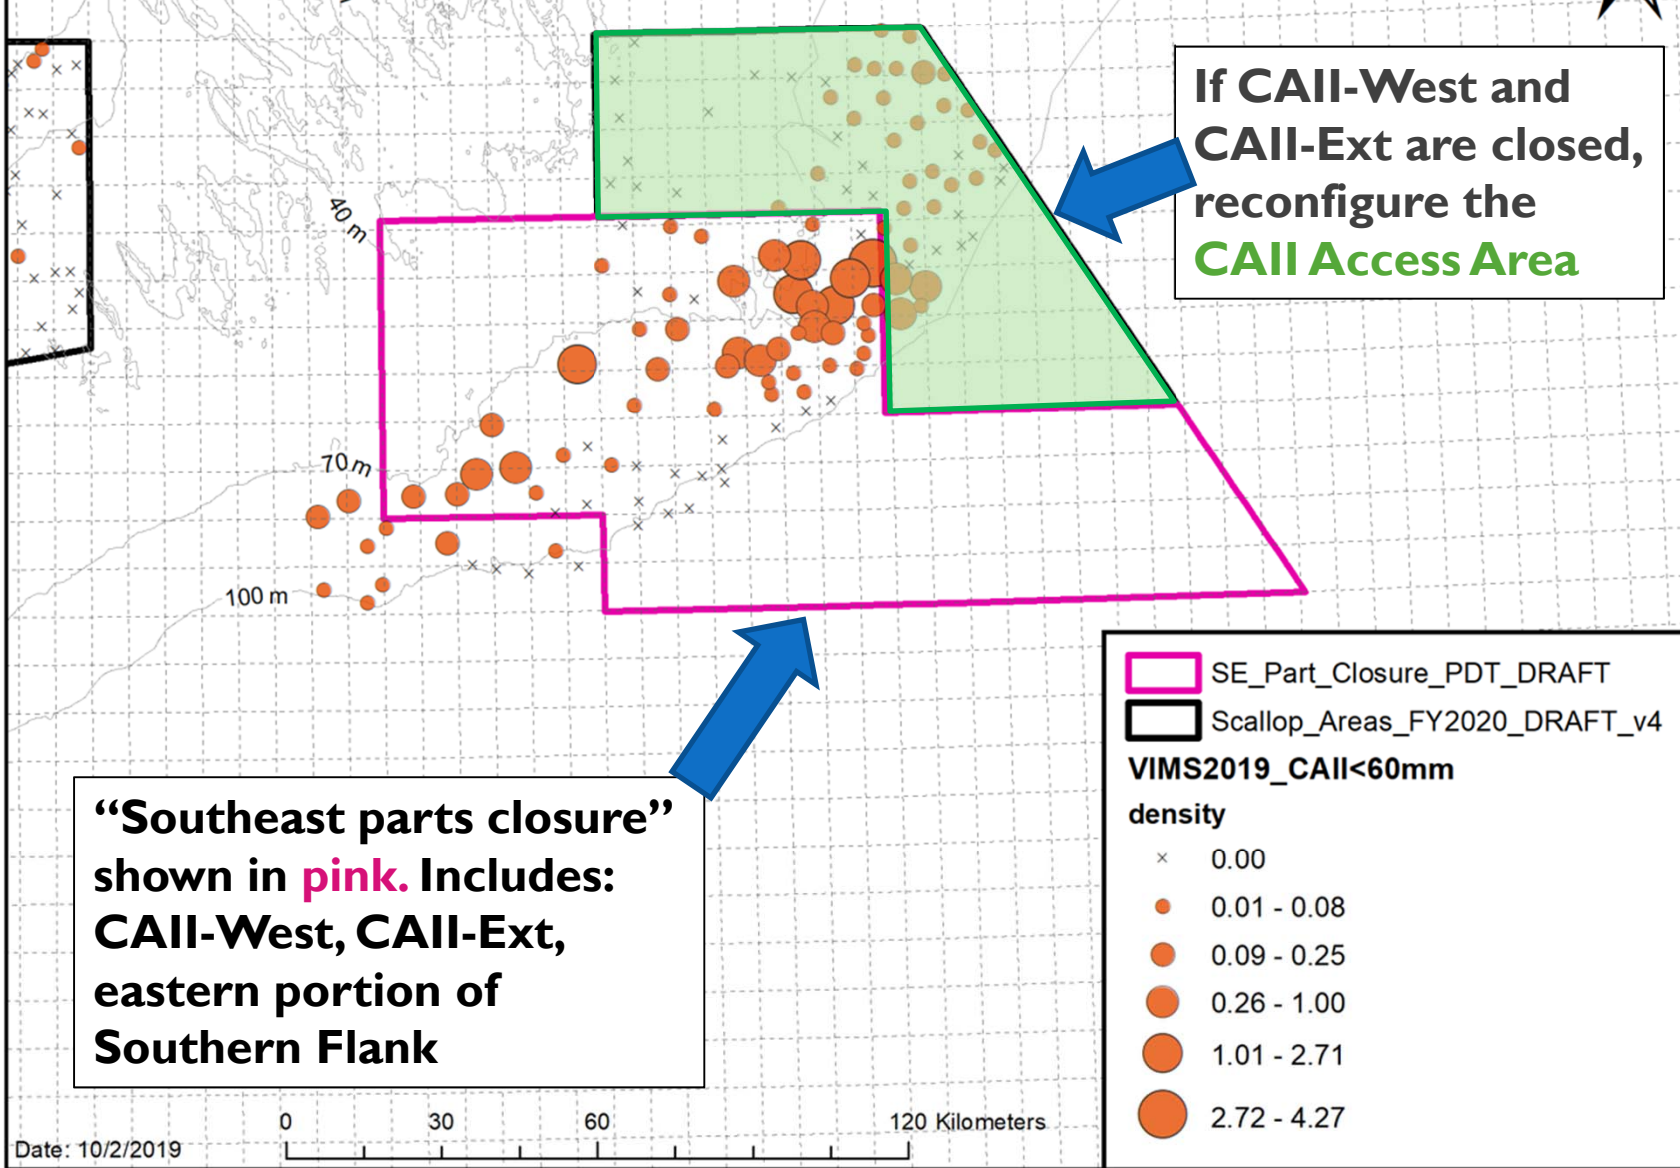 If CAII-West and
CAII-Ext are closed,
reconfigure the
CAII Access Area
40 m
70 m
100 m
SE_Part_Closure_PDT_DRAFT
Scallop_Areas_FY2020_DRAFT_v4
VIMS2019_CAII<60mm
density
0.00
0.01 - 0.08
0.09 - 0.25
0.26 - 1.00
1.01 - 2.71
2.72 - 4.27
“Southeast parts closure”
shown in pink. Includes:
CAII-West, CAII-Ext,
eastern portion of
Southern Flank
0 30 60 120 Kilometers
Date: 10/2/2019